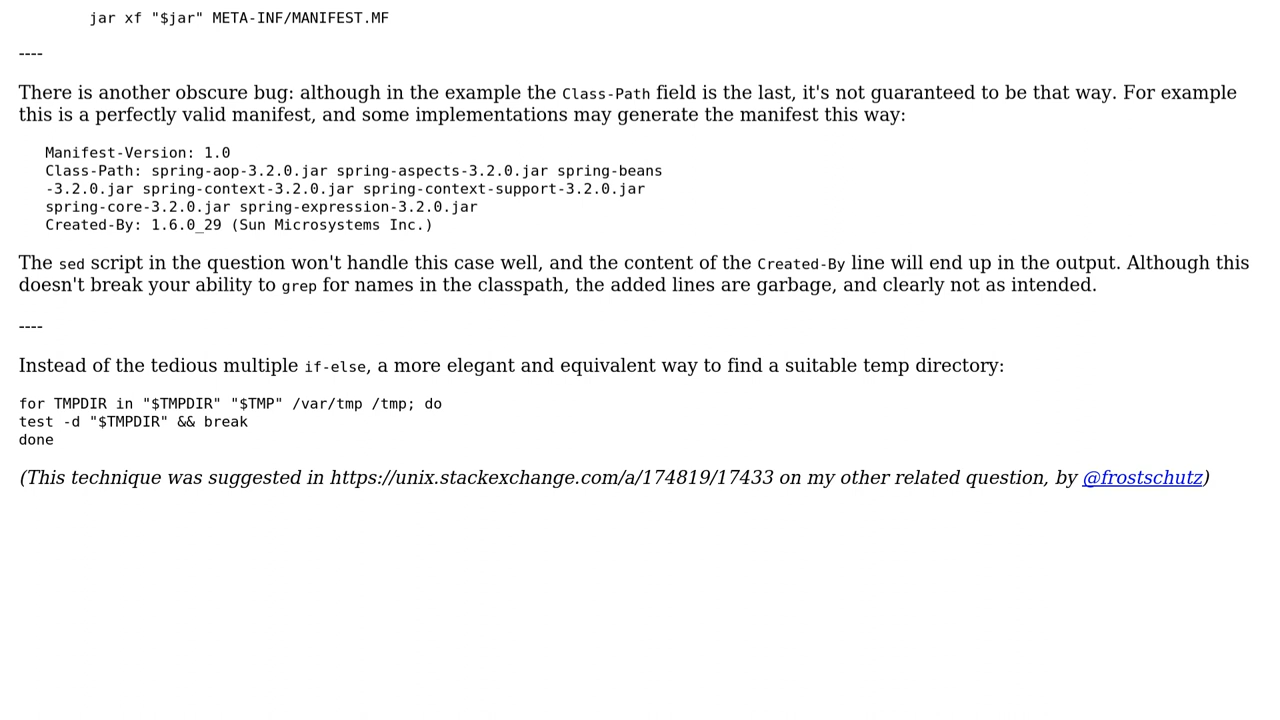 jar xf "$jar" META-INF/MANIFEST.MF
----
There is another obscure bug: although in the example the Class-Path field is the last, it's not guaranteed to be that way. For example
this is a perfectly valid manifest, and some implementations may generate the manifest this way:
Manifest-Version: 1.0
Class-Path: spring-aop-3.2.0.jar spring-aspects-3.2.0.jar spring-beans
-3.2.0.jar spring-context-3.2.0.jar spring-context-support-3.2.0.jar
spring-core-3.2.0.jar spring-expression-3.2.0.jar
Created-By: 1.6.0_29 (Sun Microsystems Inc.)
The sed script in the question won't handle this case well, and the content of the Created-By line will end up in the output. Although this
doesn't break your ability to grep for names in the classpath, the added lines are garbage, and clearly not as intended.
----
Instead of the tedious multiple if-else, a more elegant and equivalent way to find a suitable temp directory:
for TMPDIR in "$TMPDIR" "$TMP" /var/tmp /tmp; do
test -d "$TMPDIR" && break
done
(This technique was suggested in https://unix.stackexchange.com/a/174819/17433 on my other related question, by @frostschutz)